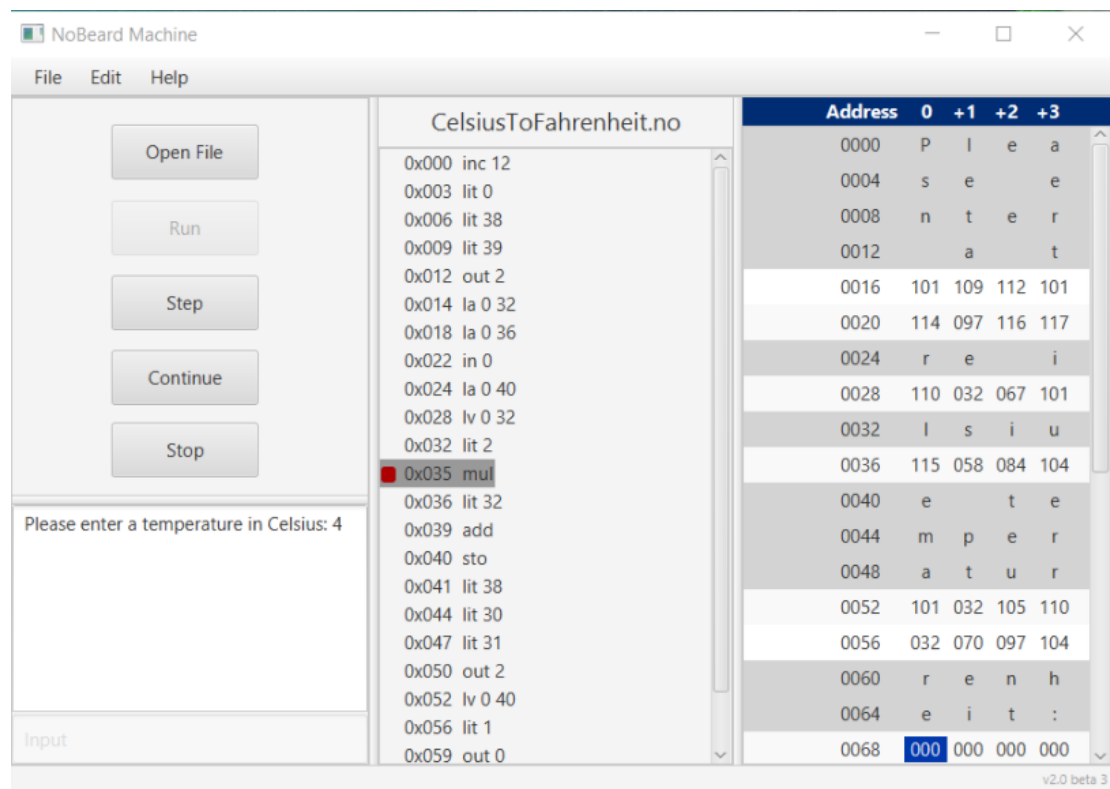 NoBeard Machine
File Edit Help
Open File
Run
Step
Continue
Stop
Please enter a temperature in Celsius: 4
Input
CelsiusToFahrenheit.no
0x000 inc 12
0x003 lit 0
0x006 lit 38
0x009 lit 39
0x012 out 2
0x014 la 0 32
0x018 la 0 36
0x022 in 0
0x024 la 0 40
0x028 lv 0 32
0x032 lit 2
0x035 mul
0x036 lit 32
0x039 add
0x040 sto
0x041 lit 38
0x044 lit 30
0x047 lit 31
0x050 out 2
0x052 lv 0 40
0x056 lit 1
0x059 out 0
Address 0 +1 +2 +3
0000 P l e a
0004 s e e
0008 n t e r
0012 a t
0016 101 109 112 101
0020 114 097 116 117
0024 r e i
0028 110 032 067 101
0032 l s i u
0036 115 058 084 104
0040 e t e
0044 m p e r
0048 a t u r
0052 101 032 105 110
0056 032 070 097 104
0060 r e n h
0064 e i t :
0068 000 000 000 000
v2.0 beta 3